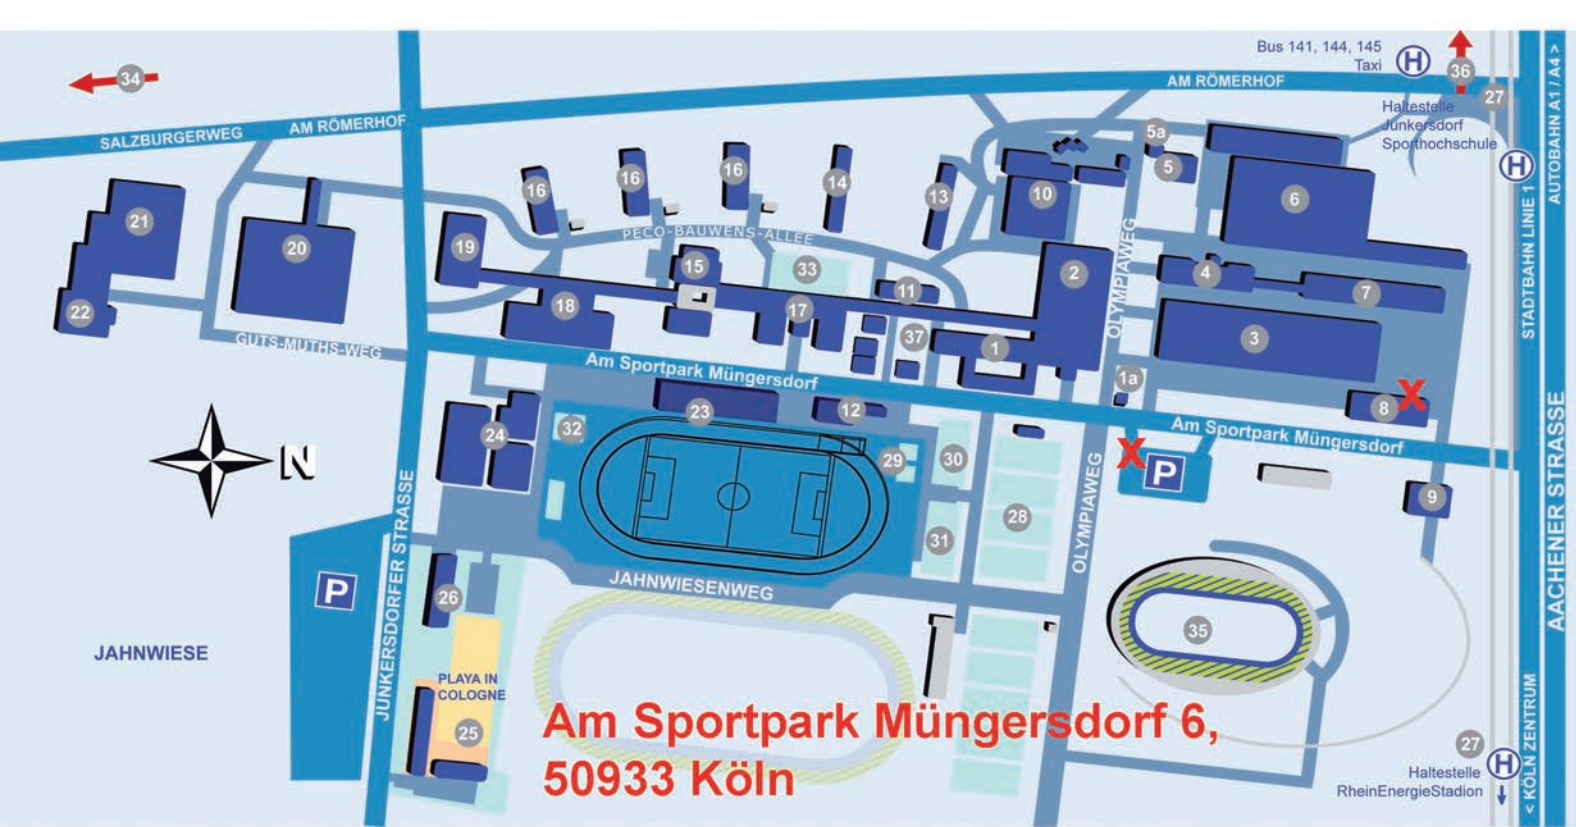 Bus 141, 144, 145
Taxi
H
36
34
27
AM RÖMERHOF
AUTOBAHN A1 / A4 >
Haltestelle
Junkersdorf
Sporthochschule
H
SALZBURGERWEG
AM RÖMERHOF
5a
5
16
16
16
14
13
10
6
21
20
19
PECO-BAUWENS-ALLEE
OLYMPIAWEG
STADTBAHN LINIE 1
15
33
2
4
7
11
22
18
17
37
1
3
GUTS-MUTHS-WEG
Am Sportpark Müngersdorf
1a
8
X
23
12
Am Sportpark Müngersdorf
24
32
29
30
X
P
9
N
28
31
OLYMPIAWEG
AACHENER STRASSE
JUNKERSDORFER STRASSE
JAHNWIESENWEG
P
26
35
JAHNWIESE
PLAYA IN
COLOGNE
25
Am Sportpark Müngersdorf 6,
50933 Köln
27
H
Haltestelle
RheinEnergieStadion
< KÖLN ZENTRUM